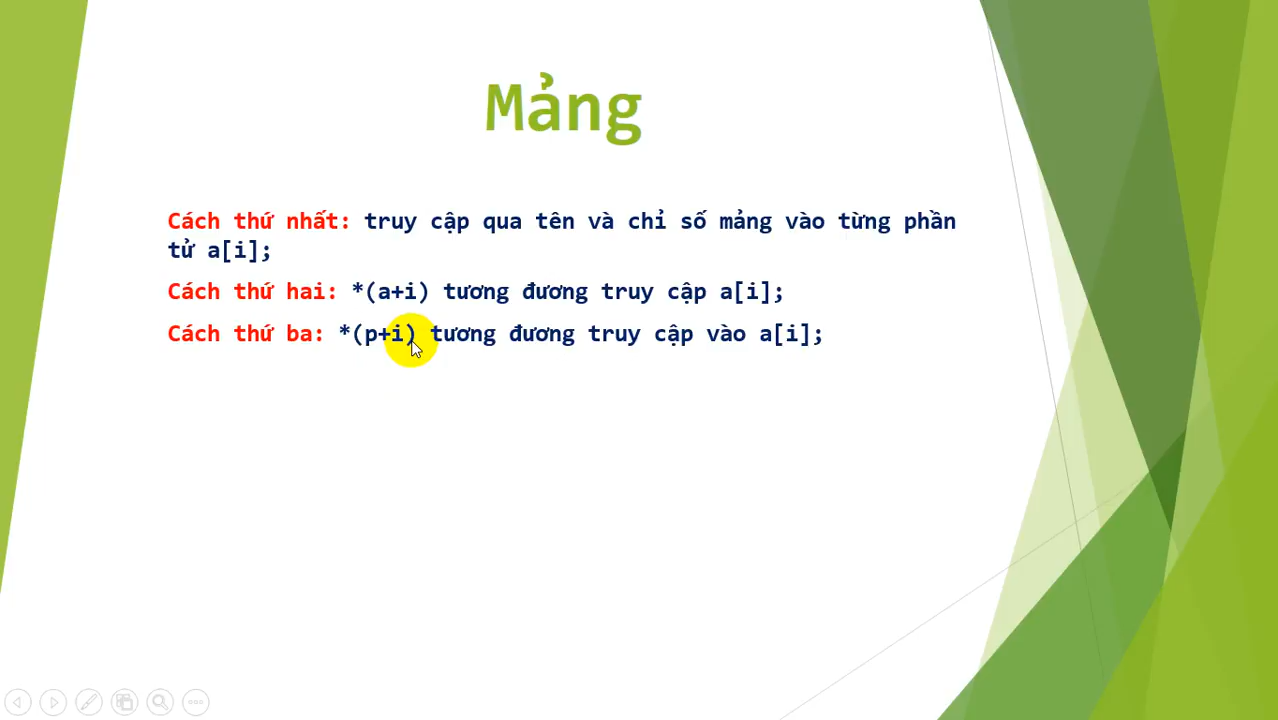 Mảng
Cách thứ nhất: truy cập qua tên và chỉ số mảng vào từng phần
tử a[i];
Cách thứ hai: *(a+i) tương đương truy cập a[i];
Cách thứ ba: *(p+i) tương đương truy cập vào a[i];